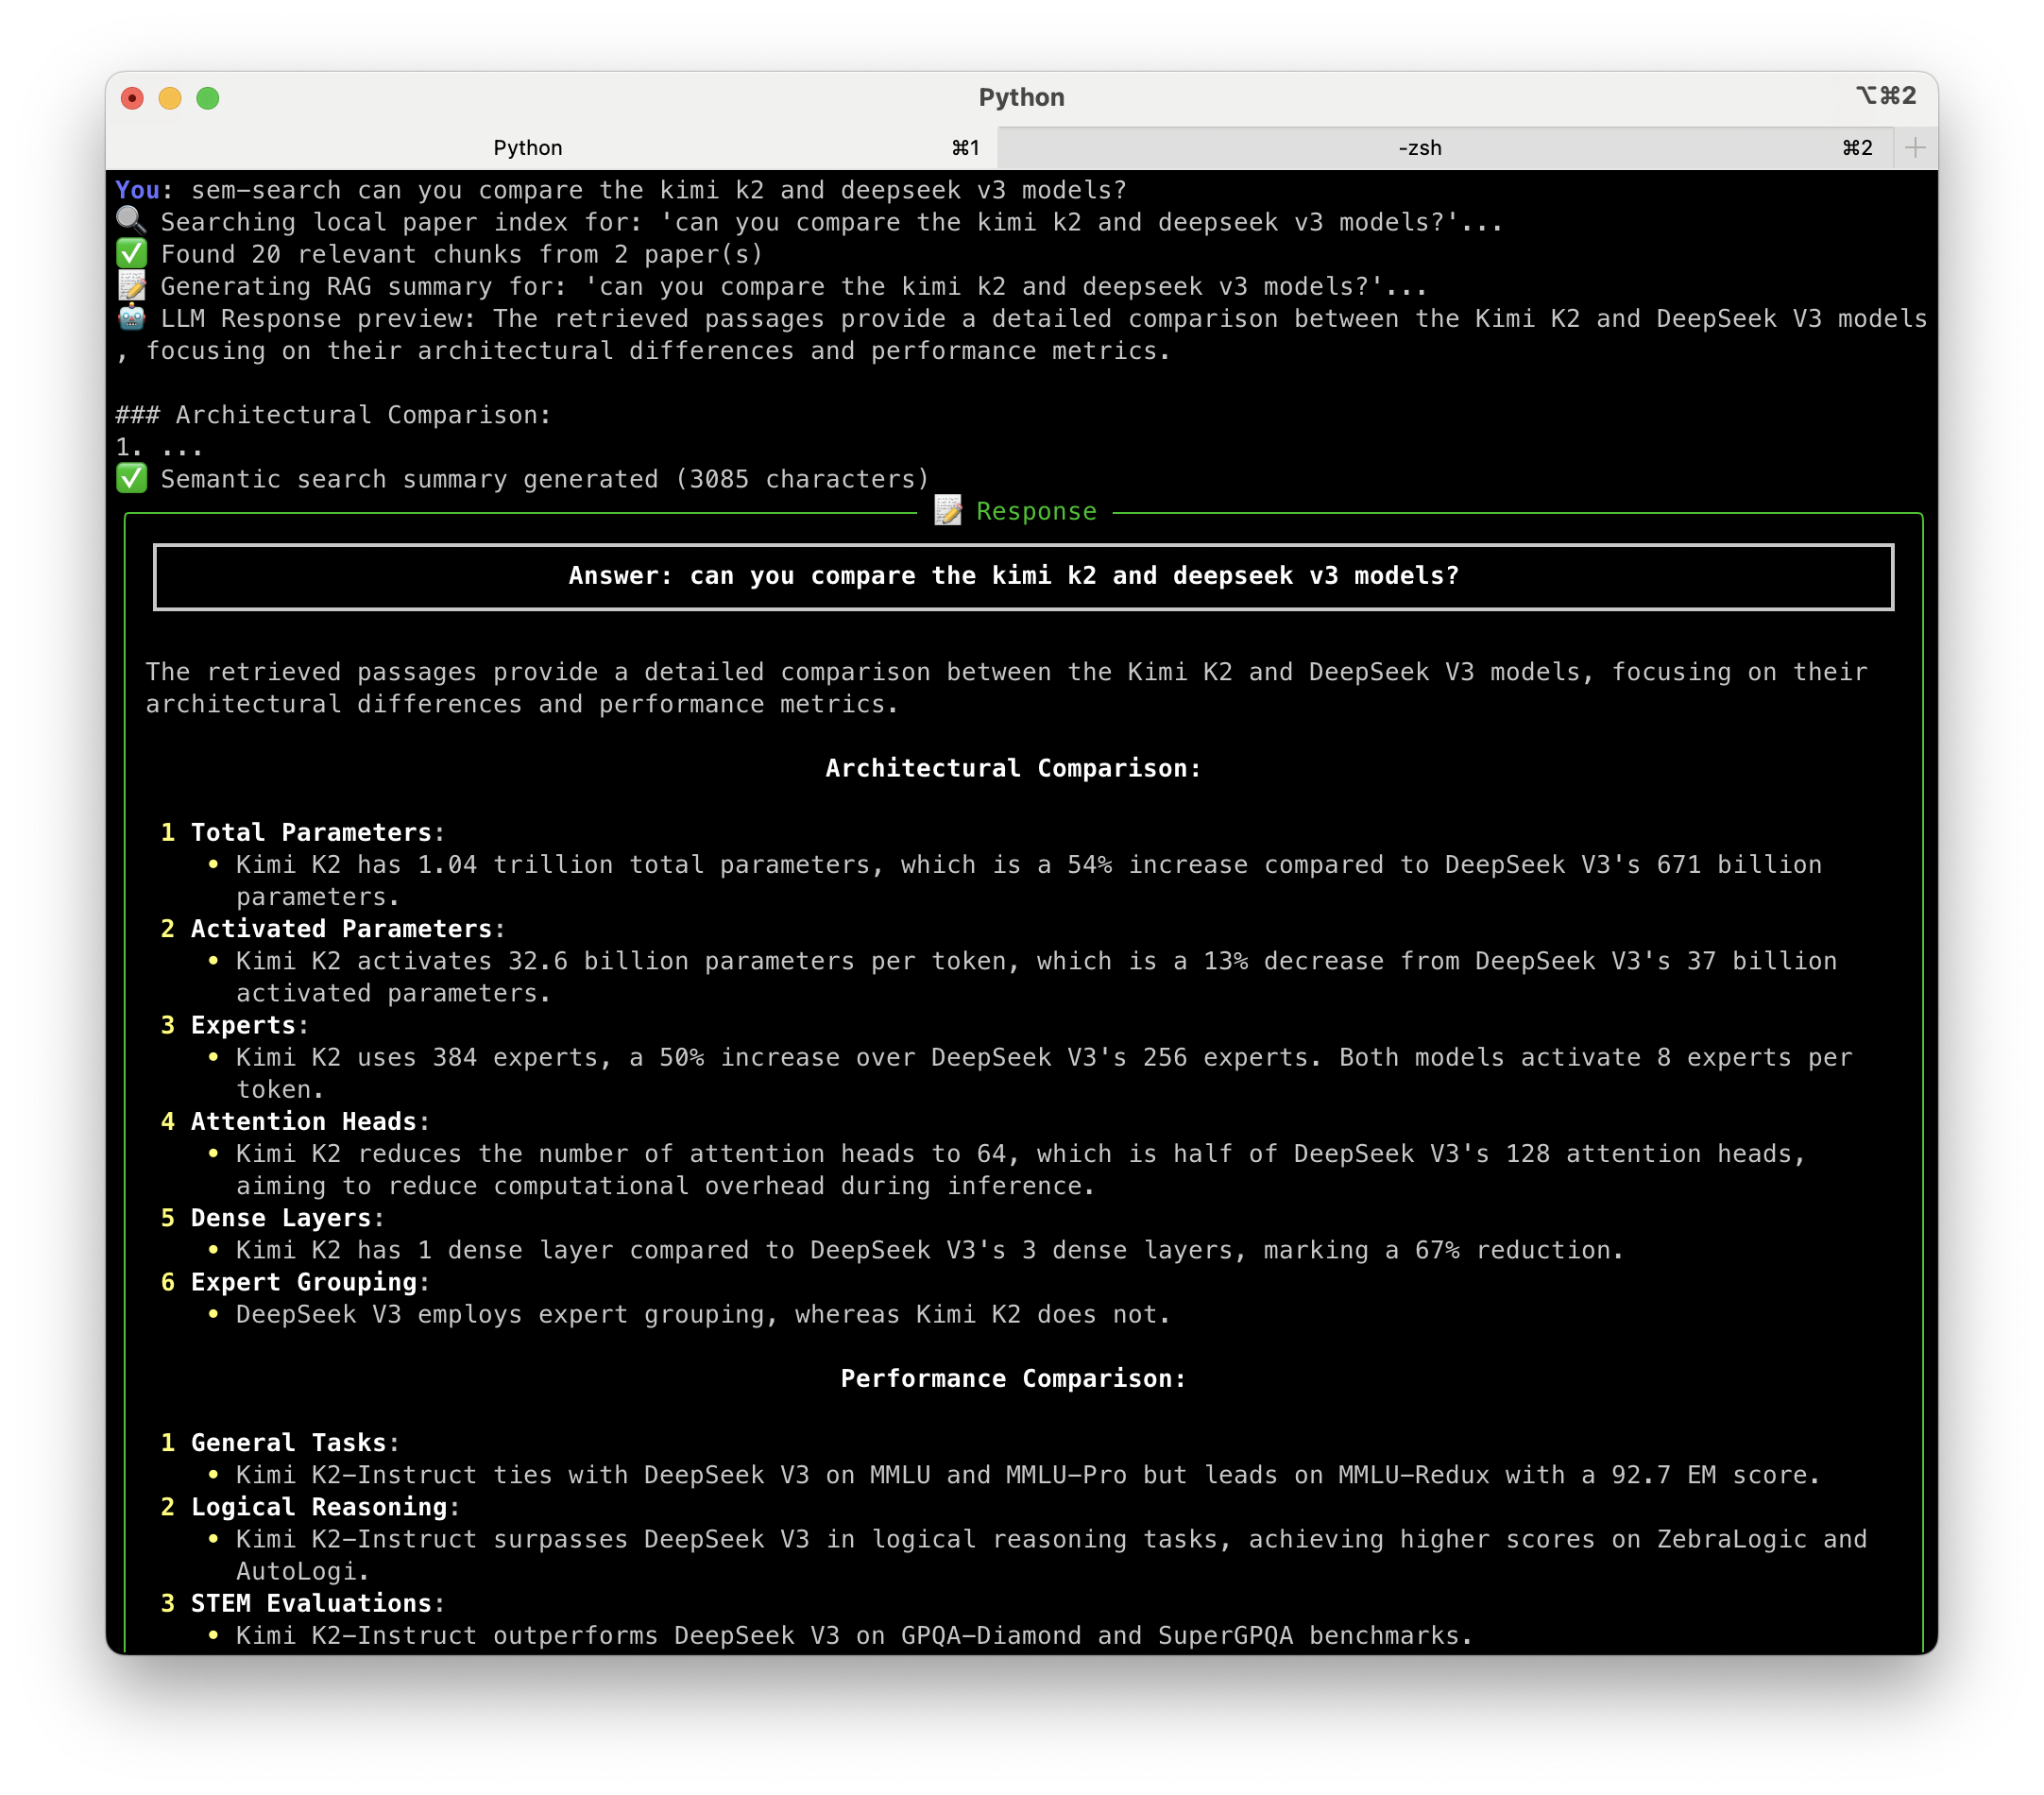 Python
⌥⌘2
Python ⌘1 -zsh ⌘2
You: sem-search can you compare the kimi k2 and deepseek v3 models?
🔍 Searching local paper index for: 'can you compare the kimi k2 and deepseek v3 models?'...
✅ Found 20 relevant chunks from 2 paper(s)
📝 Generating RAG summary for: 'can you compare the kimi k2 and deepseek v3 models?'...
🤖 LLM Response preview: The retrieved passages provide a detailed comparison between the Kimi K2 and DeepSeek V3 models
, focusing on their architectural differences and performance metrics.
### Architectural Comparison:
1. ...
✅ Semantic search summary generated (3085 characters)
📝 Response
Answer: can you compare the kimi k2 and deepseek v3 models?
The retrieved passages provide a detailed comparison between the Kimi K2 and DeepSeek V3 models, focusing on their
architectural differences and performance metrics.
Architectural Comparison:
1 Total Parameters:
• Kimi K2 has 1.04 trillion total parameters, which is a 54% increase compared to DeepSeek V3's 671 billion
parameters.
2 Activated Parameters:
• Kimi K2 activates 32.6 billion parameters per token, which is a 13% decrease from DeepSeek V3's 37 billion
activated parameters.
3 Experts:
• Kimi K2 uses 384 experts, a 50% increase over DeepSeek V3's 256 experts. Both models activate 8 experts per
token.
4 Attention Heads:
• Kimi K2 reduces the number of attention heads to 64, which is half of DeepSeek V3's 128 attention heads,
aiming to reduce computational overhead during inference.
5 Dense Layers:
• Kimi K2 has 1 dense layer compared to DeepSeek V3's 3 dense layers, marking a 67% reduction.
6 Expert Grouping:
• DeepSeek V3 employs expert grouping, whereas Kimi K2 does not.
Performance Comparison:
1 General Tasks:
• Kimi K2-Instruct ties with DeepSeek V3 on MMLU and MMLU-Pro but leads on MMLU-Redux with a 92.7 EM score.
2 Logical Reasoning:
• Kimi K2-Instruct surpasses DeepSeek V3 in logical reasoning tasks, achieving higher scores on ZebraLogic and
AutoLogi.
3 STEM Evaluations:
• Kimi K2-Instruct outperforms DeepSeek V3 on GPQA-Diamond and SuperGPQA benchmarks.